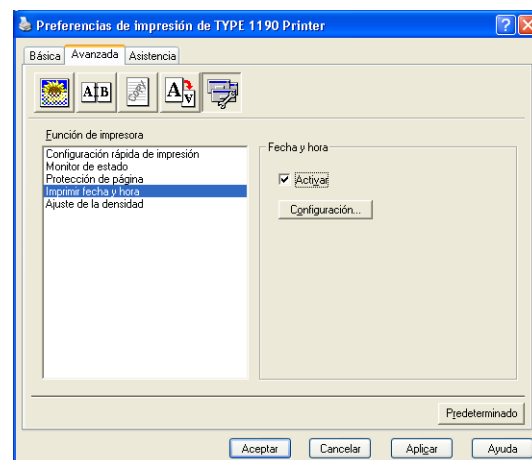 Preferencias de impresión de TYPE 1190 Printer
Básica Avanzada Asistencia
A B
A A
Función de impresora
Configuración rápida de impresión
Monitor de estado
Protección de página
Imprimir fecha y hora
Ajuste de la densidad
Fecha y hora
Activar
Configuración...
Predeterminado
Aceptar Cancelar Aplicar Ayuda